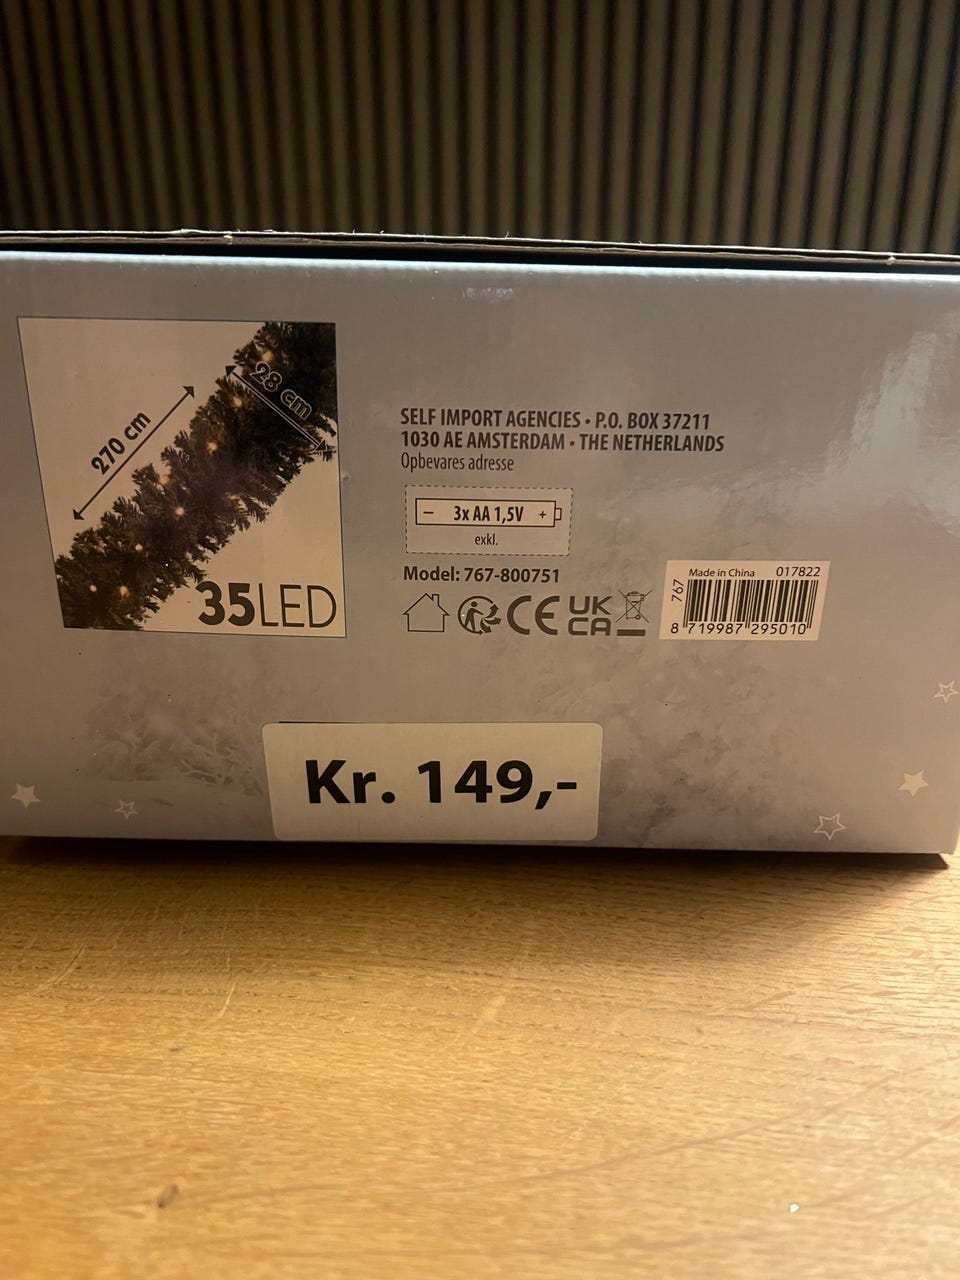 28 cm
270 cm
35LED
SELF IMPORT AGENCIES • P.O. BOX 37211
1030 AE AMSTERDAM • THE NETHERLANDS
Opbevares adresse
− 3x AA 1,5V +
exkl.
Model: 767-800751
CE UK CA
767
Made in China 017822
8 719987 295010
Kr. 149,-